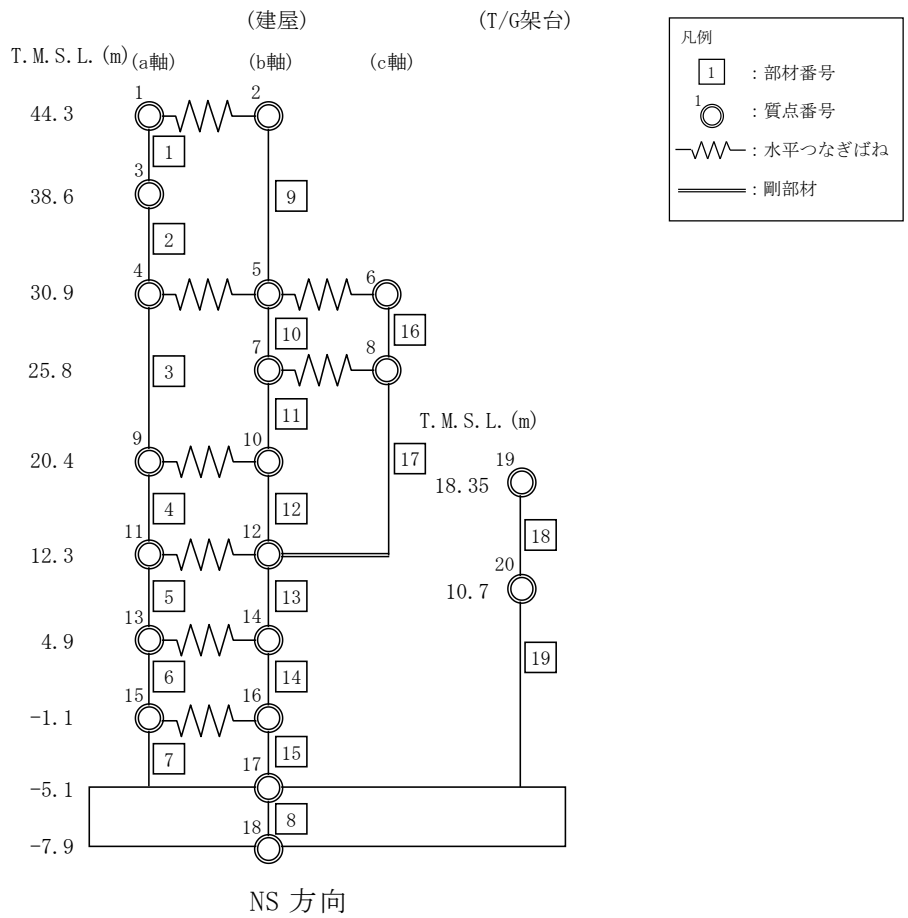 (建屋) (T/G架台)
T.M.S.L.(m) (a軸) (b軸) (c軸)
凡例
1 : 部材番号
1 : 質点番号
: 水平つなぎばね
: 剛部材
1 2
44.3
1
3
38.6 9
2
4 5 6
30.9
10 16
7 8
25.8 3
11
T.M.S.L.(m)
9 10 17 19
20.4
18.35
4 12 18
11 12 20
12.3
10.7
5 13
13 14
4.9
19
6 14
15 16
-1.1
7 15
17
-5.1
8
18
-7.9
NS 方向